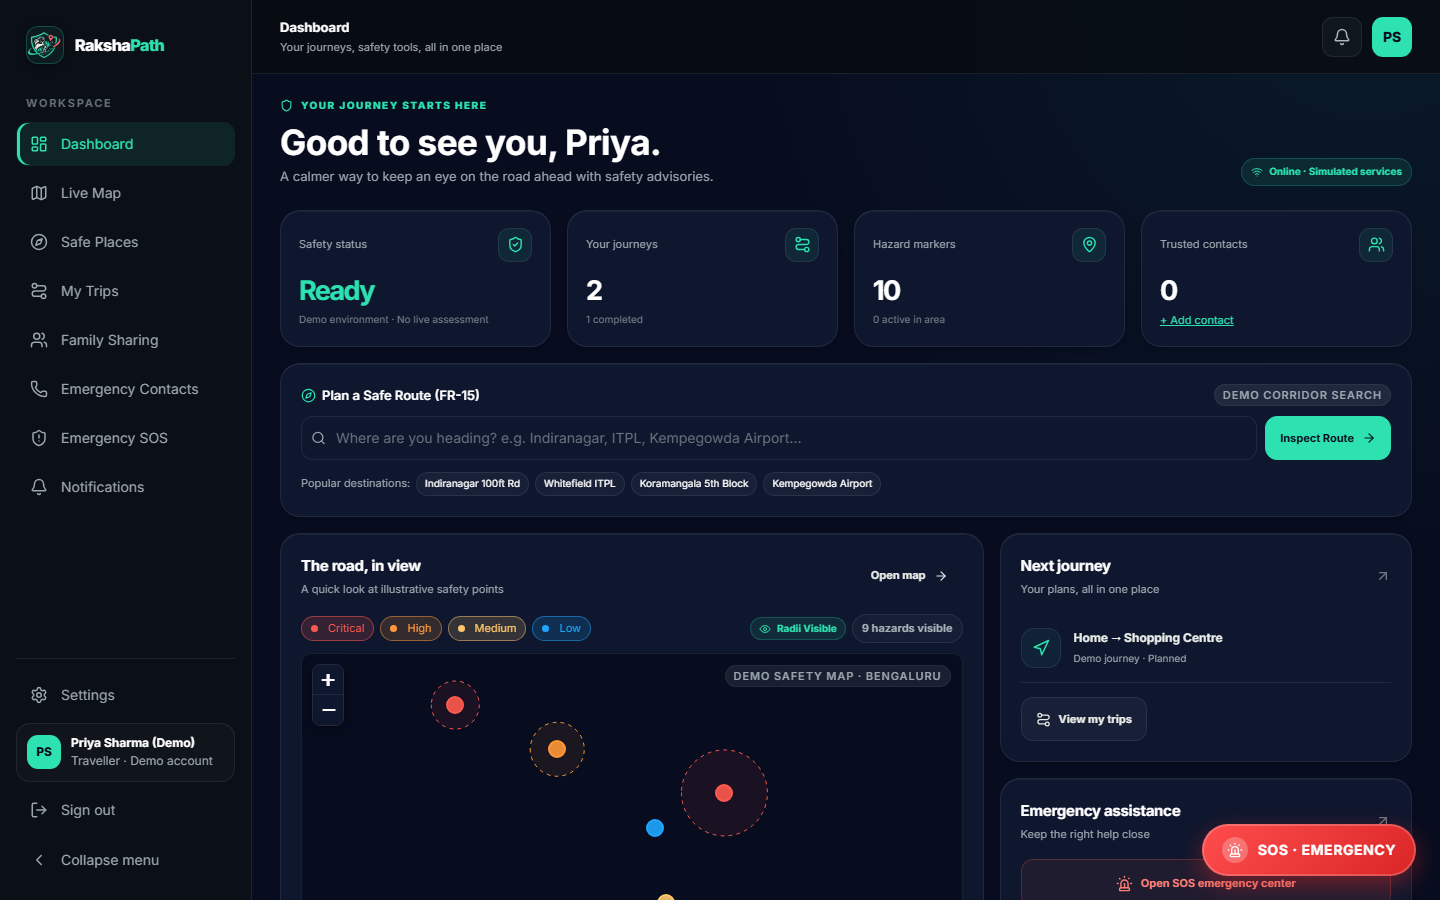 RakshaPath
WORKSPACE
Dashboard
Live Map
Safe Places
My Trips
Family Sharing
Emergency Contacts
Emergency SOS
Notifications
Settings
PS
Priya Sharma (Demo)
Traveller · Demo account
Sign out
Collapse menu
Dashboard
Your journeys, safety tools, all in one place
PS
YOUR JOURNEY STARTS HERE
Good to see you, Priya.
A calmer way to keep an eye on the road ahead with safety advisories.
Online · Simulated services
Safety status
Ready
Demo environment · No live assessment
Your journeys
2
1 completed
Hazard markers
10
0 active in area
Trusted contacts
0
+ Add contact
Plan a Safe Route (FR-15)
DEMO CORRIDOR SEARCH
Where are you heading? e.g. Indiranagar, ITPL, Kempegowda Airport...
Inspect Route →
Popular destinations: Indiranagar 100ft Rd Whitefield ITPL Koramangala 5th Block Kempegowda Airport
The road, in view
A quick look at illustrative safety points
Open map →
Critical High Medium Low
Radii Visible
9 hazards visible
+
−
DEMO SAFETY MAP · BENGALURU
Next journey
Your plans, all in one place
Home → Shopping Centre
Demo journey · Planned
View my trips
Emergency assistance
Keep the right help close
SOS · EMERGENCY
Open SOS emergency center